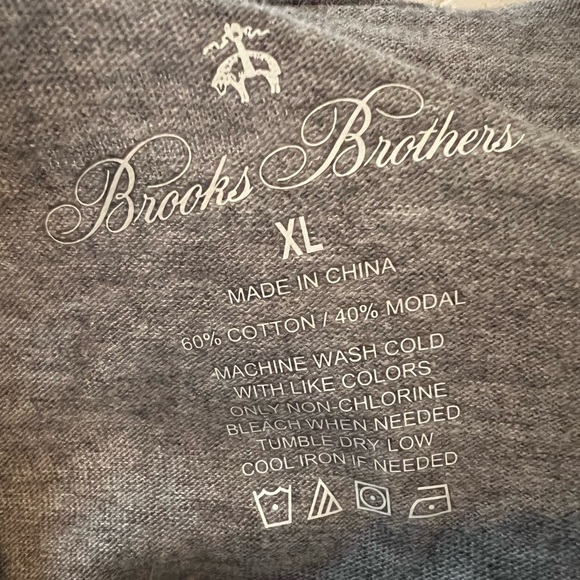 Brooks Brothers
XL
MADE IN CHINA
60% COTTON / 40% MODAL
MACHINE WASH COLD
WITH LIKE COLORS
ONLY NON-CHLORINE
BLEACH WHEN NEEDED
TUMBLE DRY LOW
COOL IRON IF NEEDED